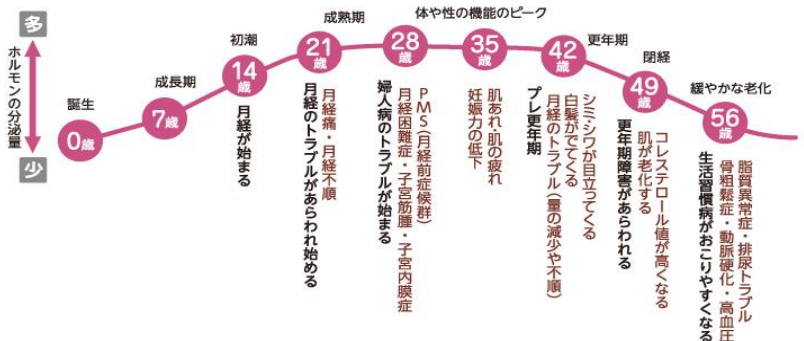 多
ホルモンの分泌量
少
誕生
0歳
成長期
7歳
初潮
14歳
月経が始まる
成熟期
21歳
月経痛・月経不順
月経のトラブルがあらわれ始める
体や性の機能のピーク
28歳
PMS(月経前症候群)
月経困難症・子宮筋腫・子宮内膜症
婦人病のトラブルが始まる
35歳
肌あれ・肌の疲れ
妊娠力の低下
更年期
42歳
シミ・シワが目立ってくる
白髪がでてくる
月経のトラブル(量の減少や不順)
プレ更年期
閉経
49歳
コレステロール値が高くなる
肌が老化する
更年期障害があらわれる
緩やかな老化
56歳
脂質異常症・排尿トラブル
骨粗鬆症・動脈硬化・高血圧
生活習慣病がおこりやすくなる